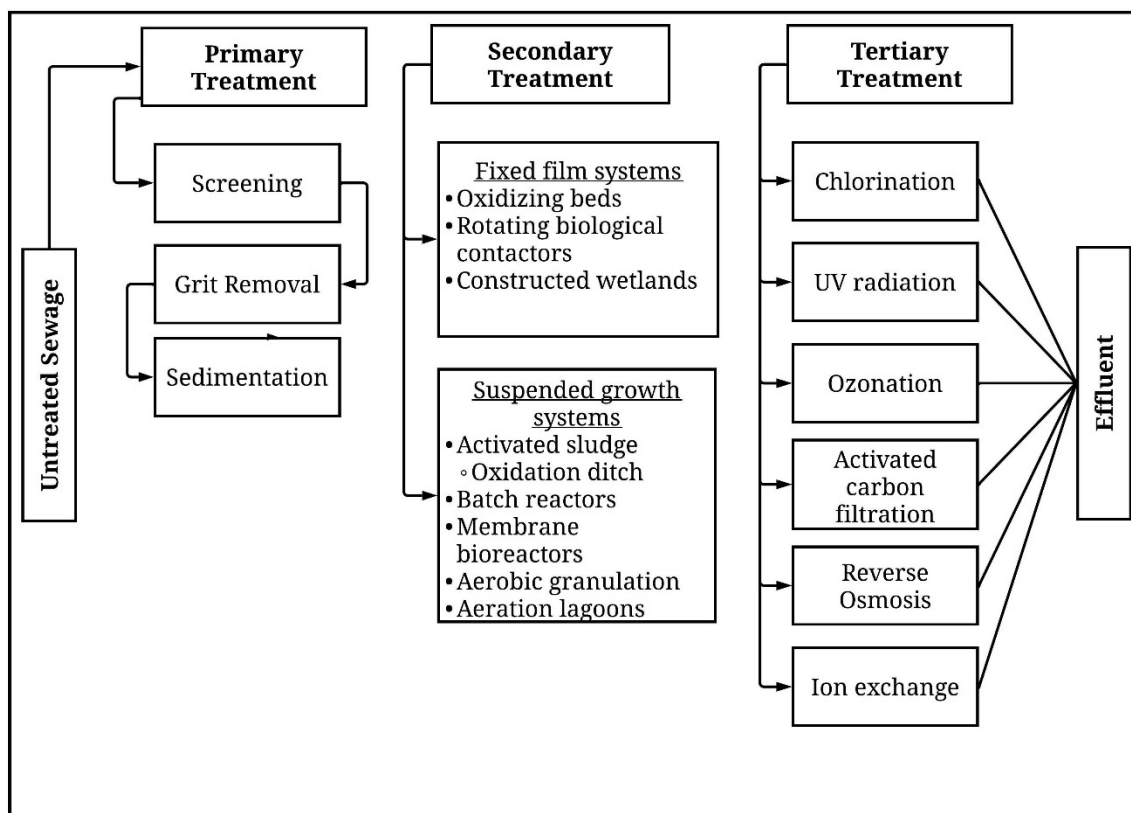 Primary
Treatment
Secondary
Treatment
Tertiary
Treatment
Untreated Sewage
Screening
Grit Removal
Sedimentation
Fixed film systems
• Oxidizing beds
• Rotating biological
contactors
• Constructed wetlands
Suspended growth
systems
• Activated sludge
◦ Oxidation ditch
• Batch reactors
• Membrane
bioreactors
• Aerobic granulation
• Aeration lagoons
Chlorination
UV radiation
Ozonation
Activated
carbon
filtration
Reverse
Osmosis
Ion exchange
Effluent